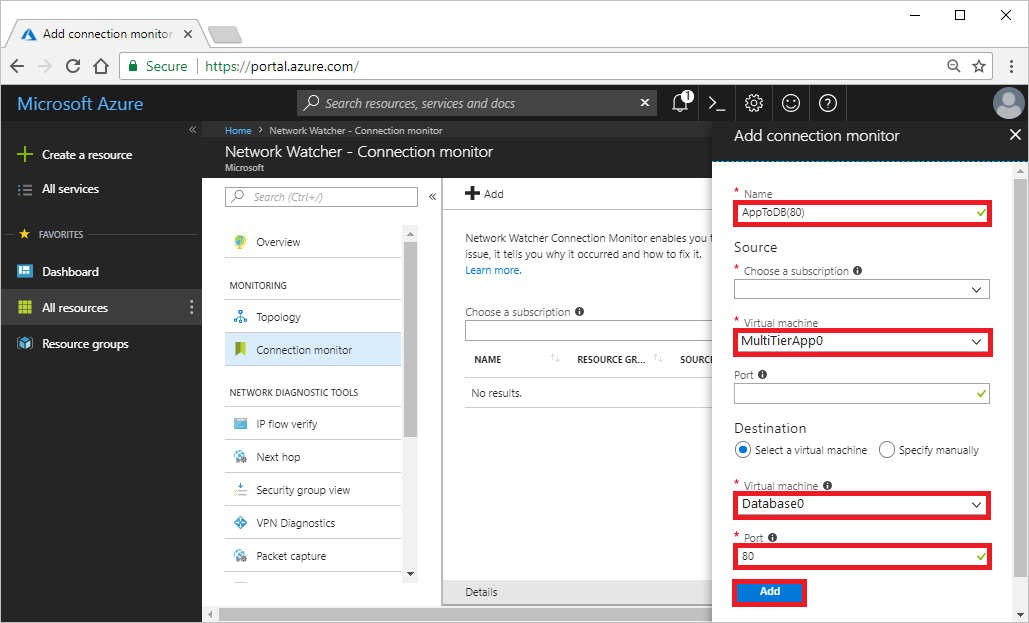 Add connection monitor
Secure
https://portal.azure.com/
Microsoft Azure
Search resources, services and docs
1
Create a resource
All services
FAVORITES
Dashboard
All resources
Resource groups
Home > Network Watcher - Connection monitor
Network Watcher - Connection monitor
Microsoft
Search (Ctrl+/)
Overview
MONITORING
Topology
Connection monitor
NETWORK DIAGNOSTIC TOOLS
IP flow verify
Next hop
Security group view
VPN Diagnostics
Packet capture
Add
Network Watcher Connection Monitor enables you
issue, it tells you why it occurred and how to fix it.
Learn more.
Choose a subscription
NAME RESOURCE GR... SOURC
No results.
Details
Add connection monitor
* Name
AppToDB(80)
Source
* Choose a subscription
* Virtual machine
MultiTierApp0
Port
Destination
Select a virtual machine Specify manually
* Virtual machine
Database0
* Port
80
Add